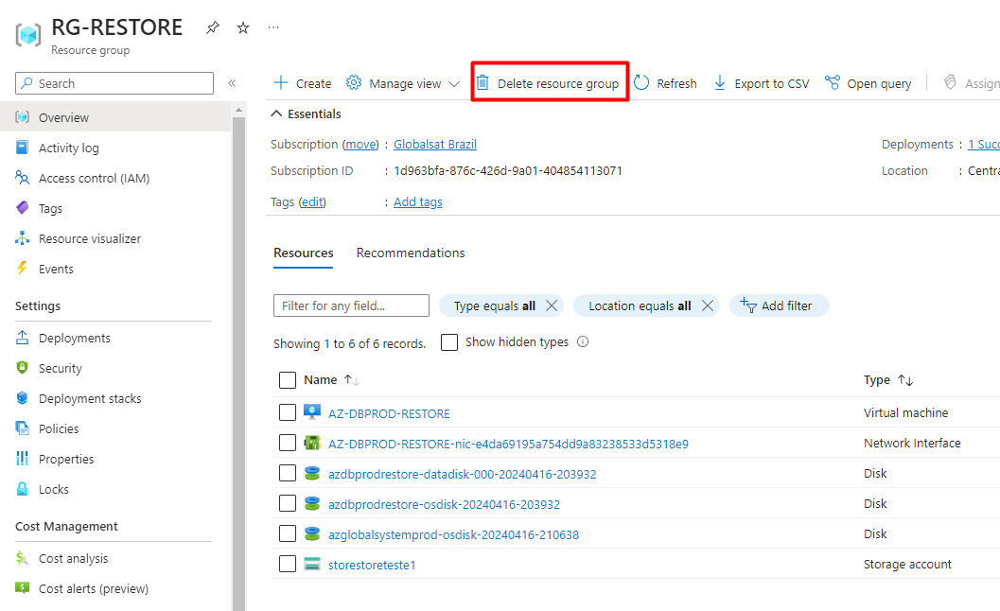 RG-RESTORE
Resource group
Search
«
Create Manage view Delete resource group Refresh Export to CSV Open query Assign
Overview
Activity log
Access control (IAM)
Tags
Resource visualizer
Events
Settings
Deployments
Security
Deployment stacks
Policies
Properties
Locks
Cost Management
Cost analysis
Cost alerts (preview)
Essentials
Subscription (move) : Globalsat Brazil
Deployments : 1 Succ
Subscription ID : 1d963bfa-876c-426d-9a01-404854113071
Location : Centra
Tags (edit) : Add tags
Resources Recommendations
Filter for any field... Type equals all Location equals all Add filter
Showing 1 to 6 of 6 records. Show hidden types
Name Type
AZ-DBPROD-RESTORE Virtual machine
AZ-DBPROD-RESTORE-nic-e4da69195a754dd9a83238533d5318e9 Network Interface
azdbprodrestore-datadisk-000-20240416-203932 Disk
azdbprodrestore-osdisk-20240416-203932 Disk
azglobalsystemprod-osdisk-20240416-210638 Disk
storestoreteste1 Storage account